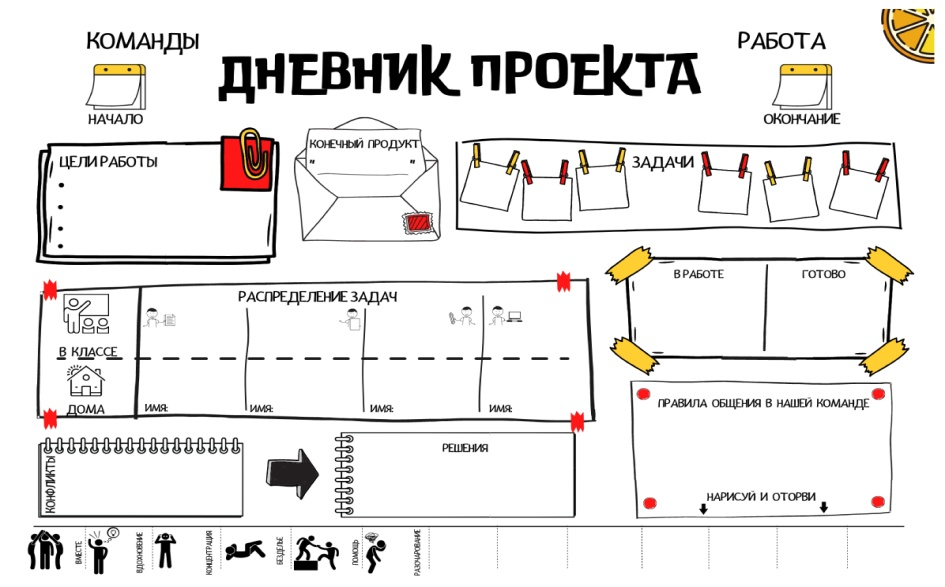 КОМАНДЫ
ДНЕВНИК ПРОЕКТА
РАБОТА
НАЧАЛО
ОКОНЧАНИЕ
ЦЕЛИ РАБОТЫ
КОНЕЧНЫЙ ПРОДУКТ
" "
ЗАДАЧИ
В РАБОТЕ
ГОТОВО
РАСПРЕДЕЛЕНИЕ ЗАДАЧ
В КЛАССЕ
ДОМА
ИМЯ:
ИМЯ:
ИМЯ:
ИМЯ:
ПРАВИЛА ОБЩЕНИЯ В НАШЕЙ КОМАНДЕ
КОНФЛИКТЫ
РЕШЕНИЯ
НАРИСУЙ И ОТОРВИ
ВМЕСТЕ
ВДОХНОВЕНИЕ
КОНЦЕНТРАЦИЯ
БЕЗДЕЛЬЕ
ПОМОЩЬ
РАЗОЧАРОВАНИЕ